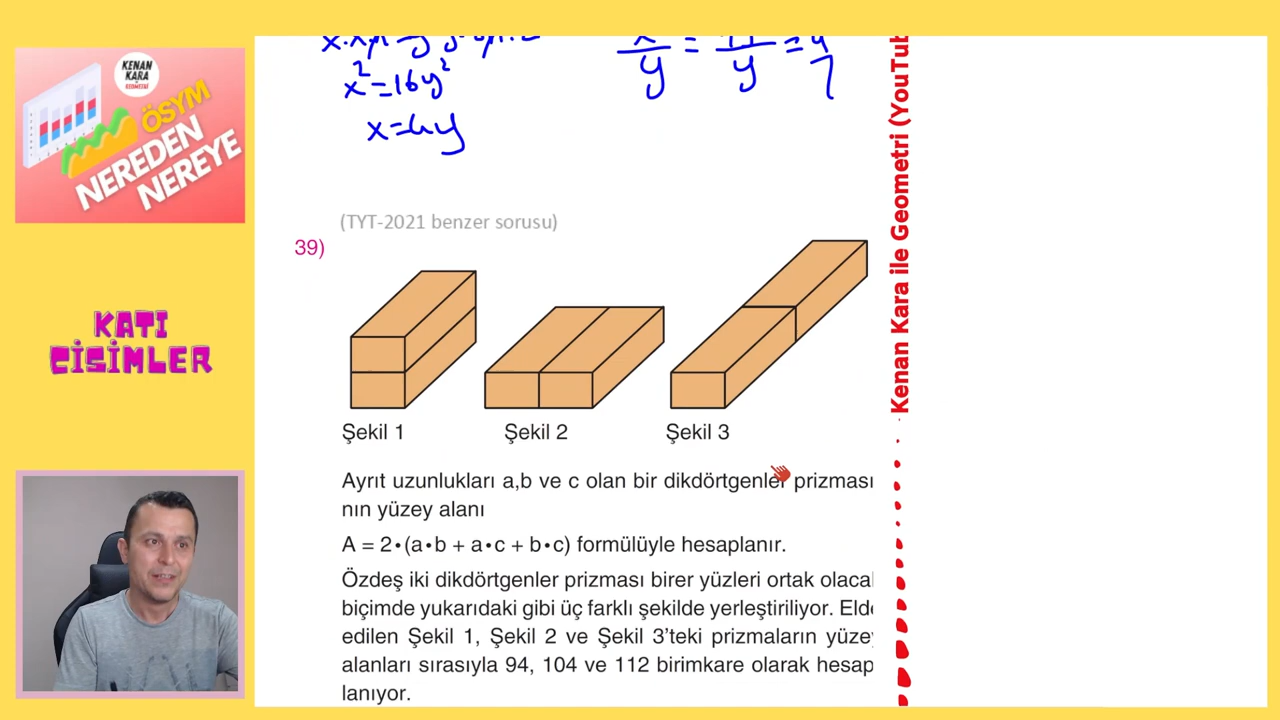 KENAN
KARA
ÖSYM
NEREDEN
NEREYE
KATI
CİSİMLER
x²=16y²
x=4y
(TYT-2021 benzer sorusu)
39)
Şekil 1 Şekil 2 Şekil 3
Ayrıt uzunlukları a,b ve c olan bir dikdörtgenler prizması
nın yüzey alanı
A = 2•(a•b + a•c + b•c) formülüyle hesaplanır.
Özdeş iki dikdörtgenler prizması birer yüzleri ortak olaca
biçimde yukarıdaki gibi üç farklı şekilde yerleştiriliyor. Elde
edilen Şekil 1, Şekil 2 ve Şekil 3'teki prizmaların yüze
alanları sırasıyla 94, 104 ve 112 birimkare olarak hesap
lanıyor.
Kenan Kara ile Geometri (YouTub